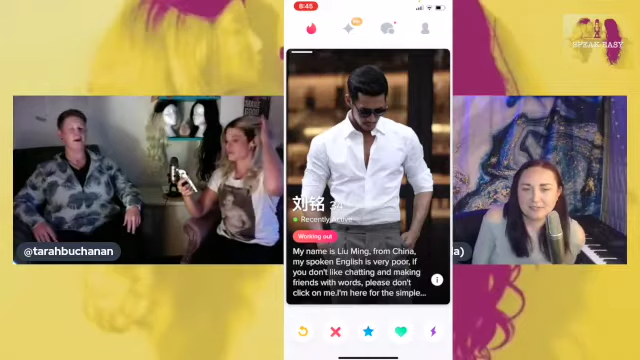 8:45
SPEAK EASY
刘铭
Recently Active
Working out
My name is Liu Ming, from China,
my spoken English is very poor, If
you don't like chatting and making
friends with words, please don't
click on me.I'm here for the simple...
@tarahbuchanan